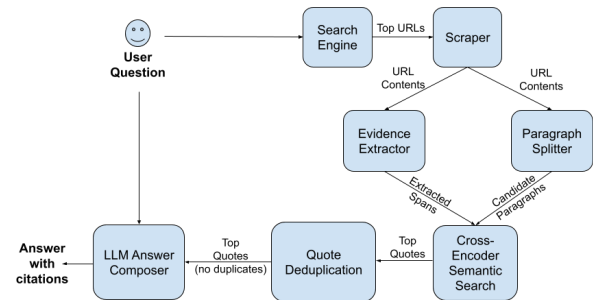 User
Question
Search
Engine
Top URLs
Scraper
URL
Contents
URL
Contents
Evidence
Extractor
Paragraph
Splitter
Extracted
Spans
Candidate
Paragraphs
Answer
with
citations
LLM Answer
Composer
Top
Quotes
(no duplicates)
Quote
Deduplication
Top
Quotes
Cross-
Encoder
Semantic
Search